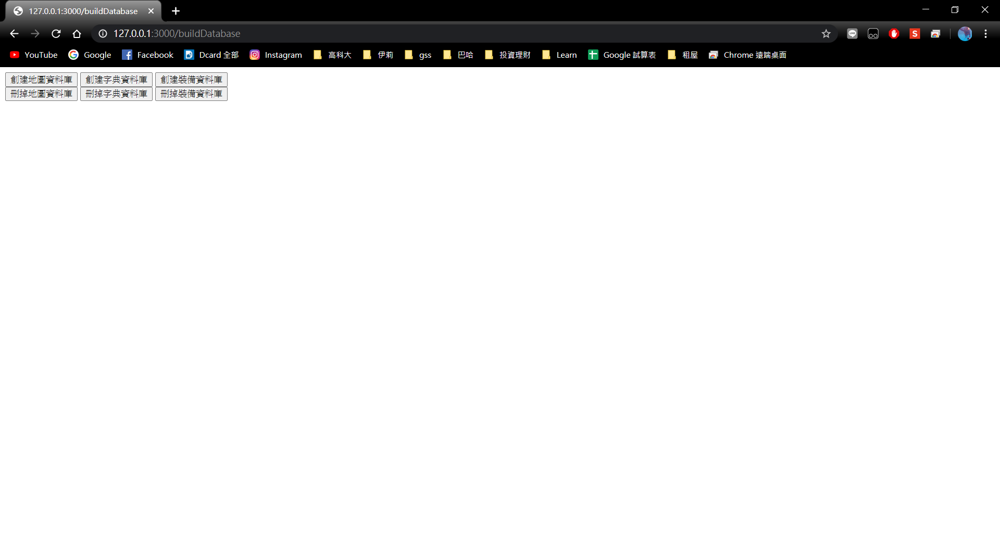 127.0.0.1:3000/buildDatabase
127.0.0.1:3000/buildDatabase
YouTube Google Facebook Dcard 全部 Instagram 高科大 伊莉 gss 巴哈 投資理財 Learn Google 試算表 租屋 Chrome 遠端桌面
創建地圖資料庫 創建字典資料庫 創建裝備資料庫
刪掉地圖資料庫 刪掉字典資料庫 刪掉裝備資料庫